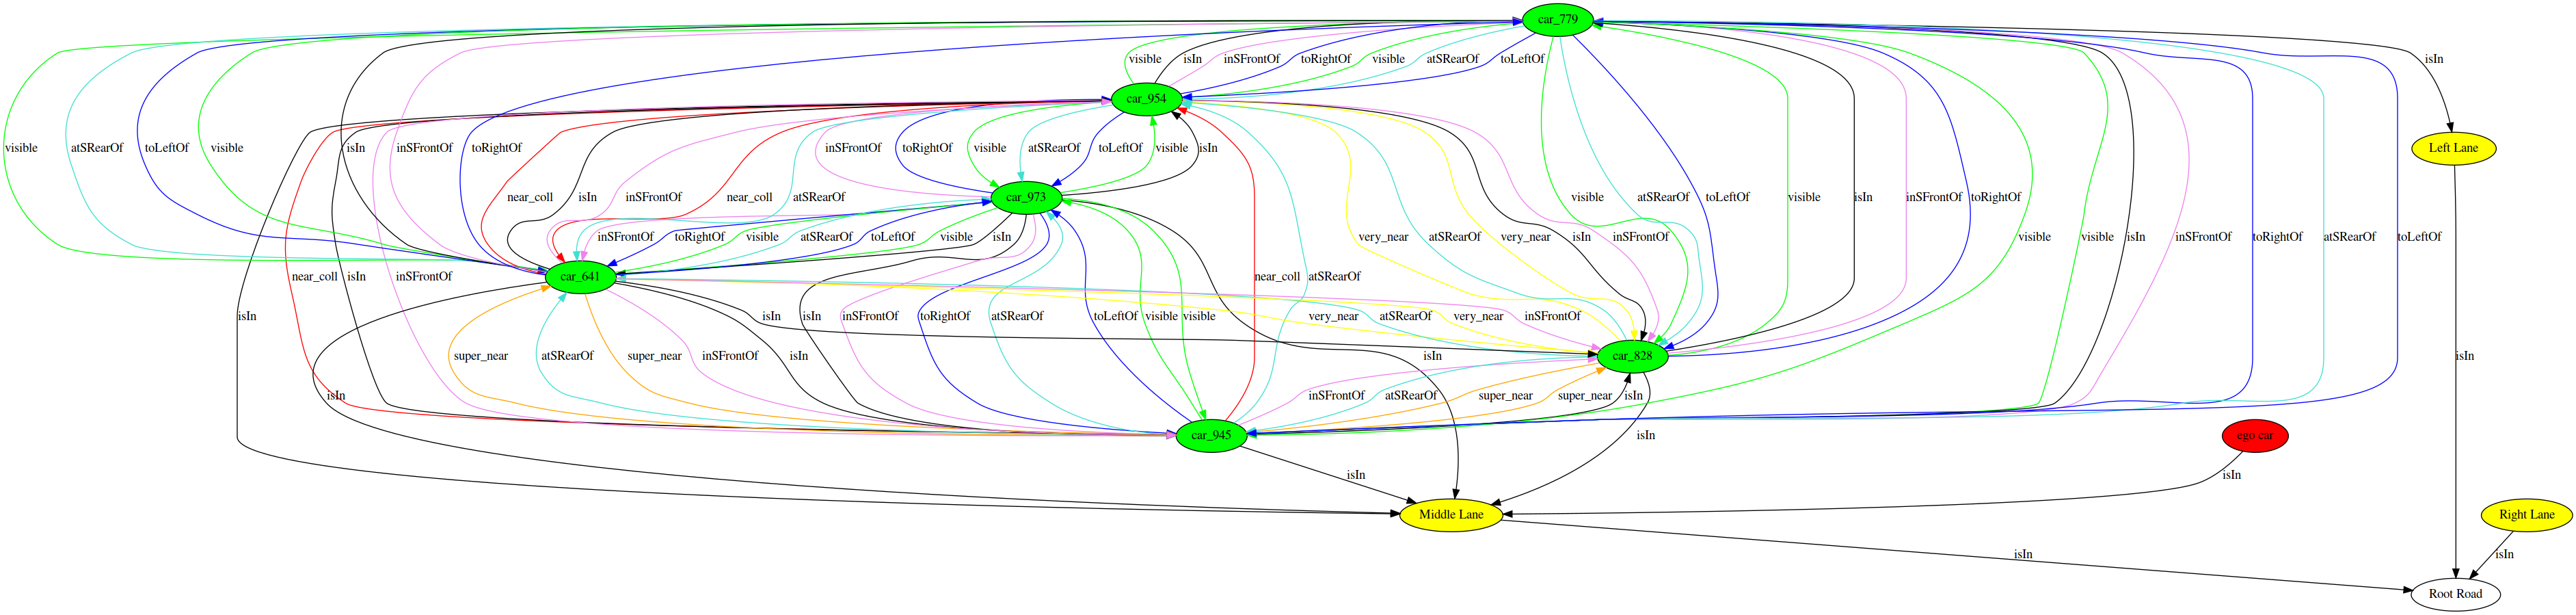 car_779
visible isIn inSFrontOf toRightOf visible atSRearOf toLeftOf isIn
car_954
visible atSRearOf toLeftOf visible isIn inSFrontOf toRightOf inSFrontOf toRightOf visible atSRearOf toLeftOf visible isIn Left Lane
near_coll isIn inSFrontOf near_coll atSRearOf car_973 visible atSRearOf toLeftOf visible isIn inSFrontOf toRightOf
inSFrontOf toRightOf visible atSRearOf toLeftOf visible isIn very_near atSRearOf very_near isIn inSFrontOf visible visible isIn inSFrontOf toRightOf atSRearOf toLeftOf
near_coll isIn inSFrontOf car_641 near_coll atSRearOf
isIn isIn isIn inSFrontOf toRightOf atSRearOf toLeftOf visible visible very_near atSRearOf very_near inSFrontOf
super_near atSRearOf super_near inSFrontOf isIn isIn car_828 isIn
isIn inSFrontOf atSRearOf super_near super_near isIn
car_945 isIn ego car
isIn isIn
Middle Lane Right Lane
isIn isIn
Root Road